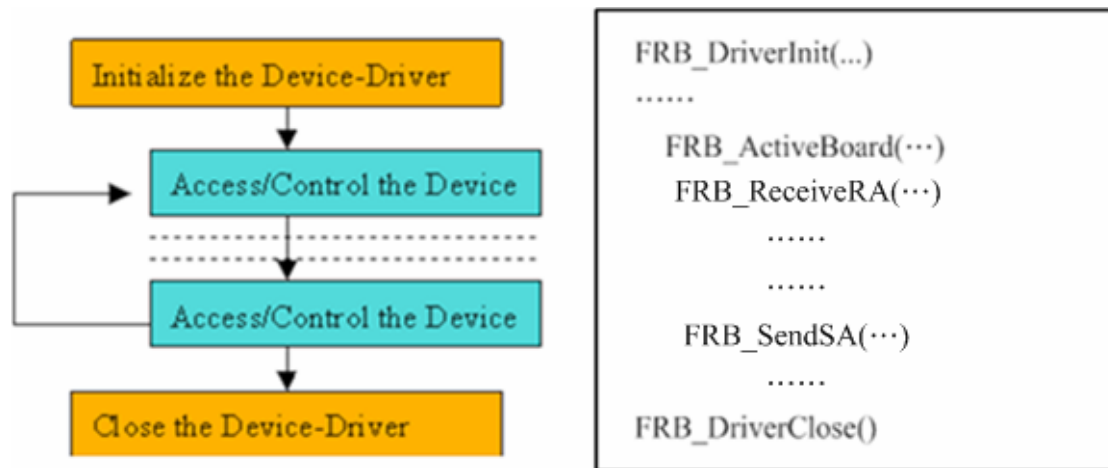 Initialize the Device-Driver
Access/Control the Device
Access/Control the Device
Close the Device-Driver
FRB_DriverInit(...)
......
FRB_ActiveBoard(···)
FRB_ReceiveRA(···)
......
......
FRB_SendSA(···)
......
FRB_DriverClose()